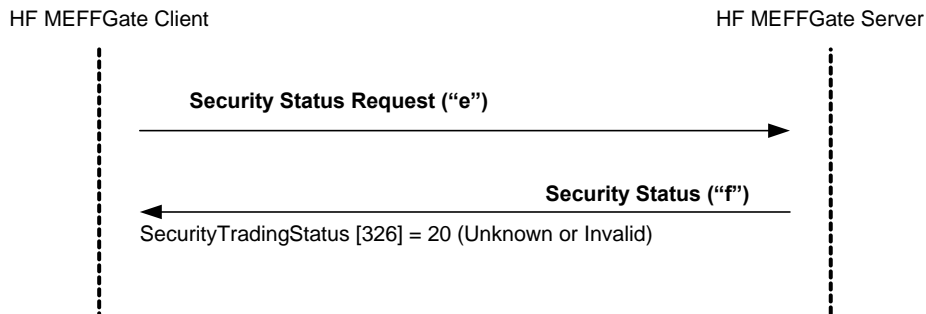 HF MEFFGate Client
HF MEFFGate Server
Security Status Request (“e”)
Security Status (“f”)
SecurityTradingStatus [326] = 20 (Unknown or Invalid)